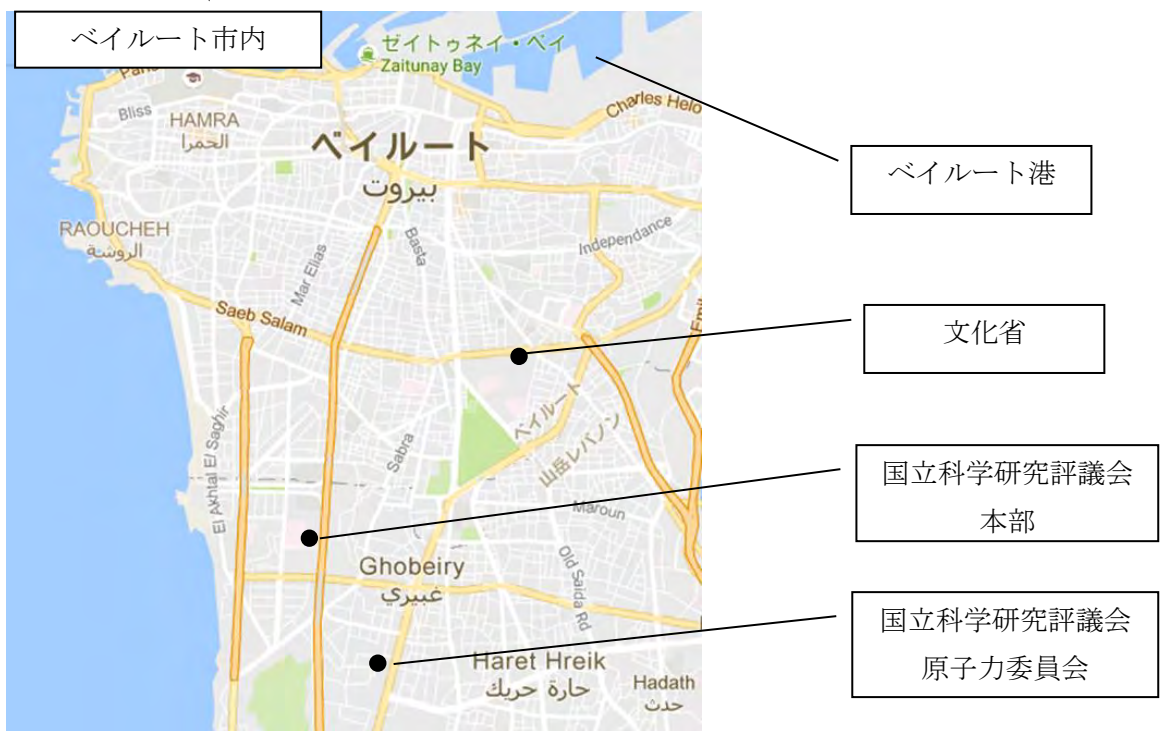 ベイルート市内
ゼイトゥネイ・ベイ
Zaitunay Bay
Paris
Bliss
HAMRA
الحمرا
Charles Helo
ベイルート
بيروت
ベイルート港
RAOUCHEH
الروشة
Mar Elias
Basta
Independance
Saeb Salam
Emil
文化省
El Akhtal El Saghir
Sabra
ベイルート
山岳レバノン
国立科学研究評議会
本部
Maroun
Ghobeiry
غبيري
Old Saida Rd
国立科学研究評議会
原子力委員会
Haret Hreik
حارة حريك
Hadath
حدث